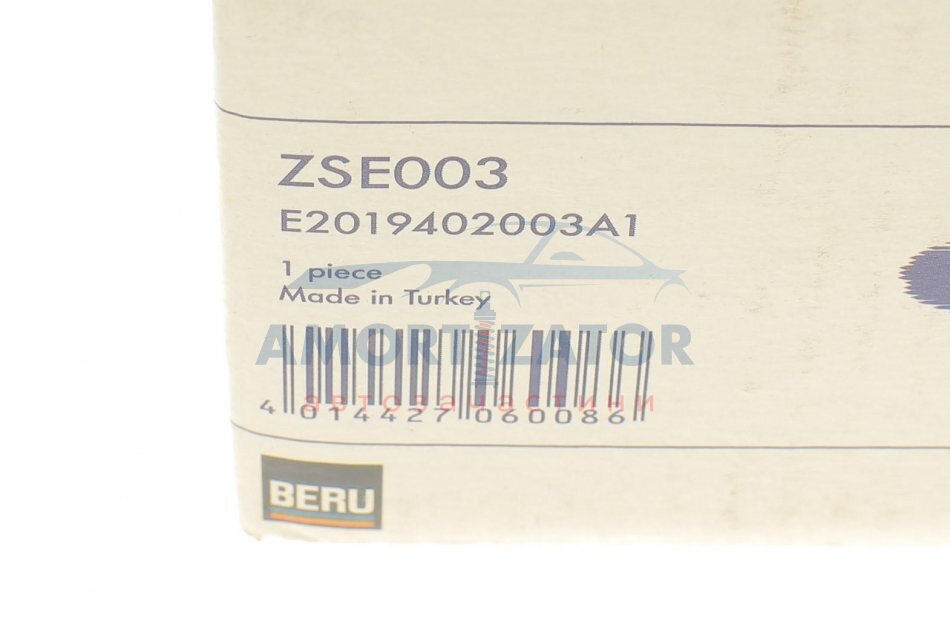 ZSE003
E2019402003A1
1 piece
Made in Turkey
AMORTIZATOR
автозапчастини
4 014427 060086
BERU